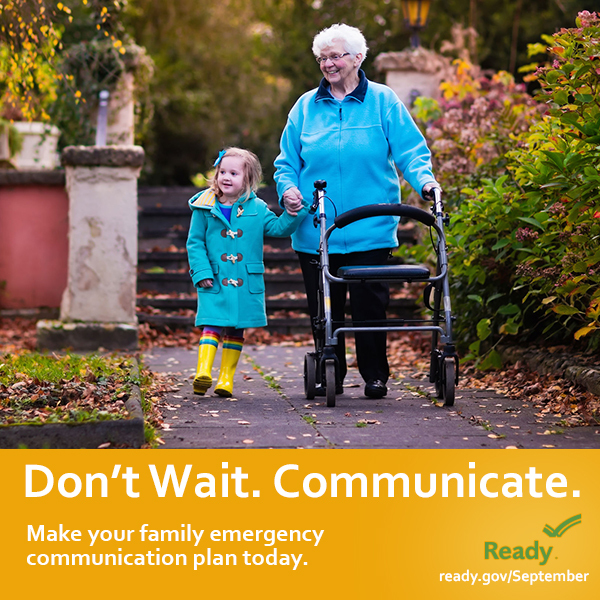 Don't Wait. Communicate.
Make your family emergency
communication plan today.
Ready
ready.gov/September